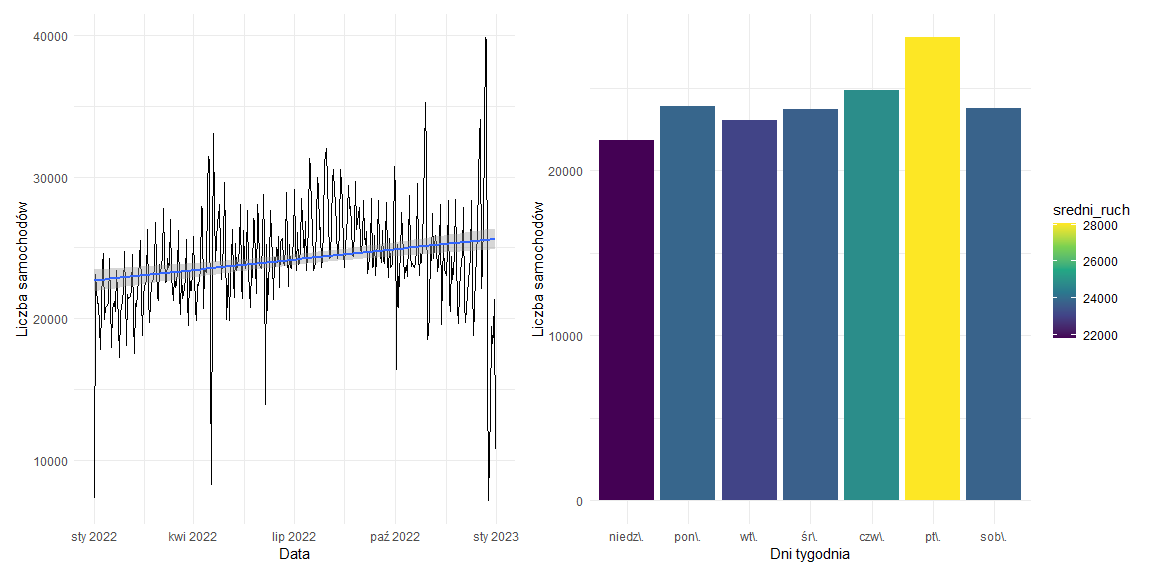 40000
30000
20000
10000
Liczba samochodów
sty 2022
kwi 2022
lip 2022
paź 2022
sty 2023
Data
20000
10000
0
Liczba samochodów
niedz\.
pon\.
wt\.
śr\.
czw\.
pt\.
sob\.
Dni tygodnia
sredni_ruch
28000
26000
24000
22000